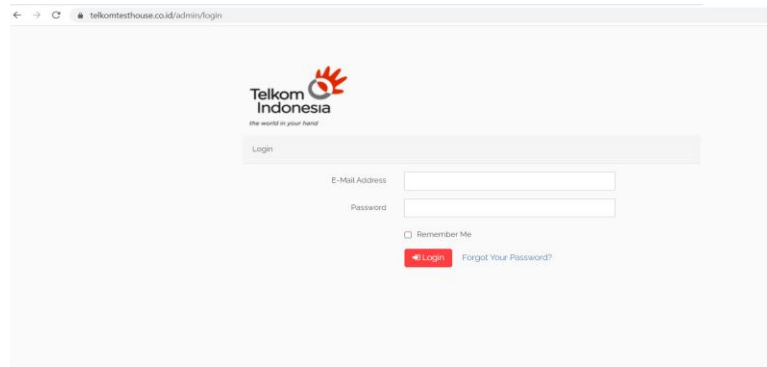 telkomtesthouse.co.id/admin/login
Telkom
Indonesia
the world in your hand
Login
E-Mail Address
Password
Remember Me
Login Forgot Your Password?